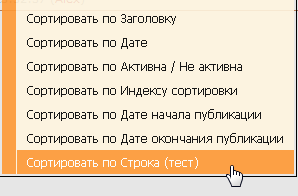 Сортировать по Заголовку
Сортировать по Дате
Сортировать по Активна / Не активна
Сортировать по Индексу сортировки
Сортировать по Дате начала публикации
Сортировать по Дате окончания публикации
Сортировать по Строка (тест)